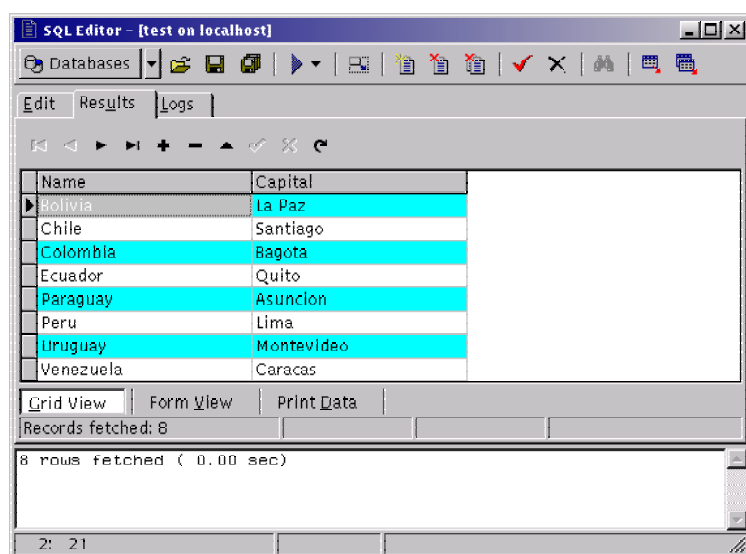 SQL Editor - [test on localhost]
Databases
Edit Results Logs
Name Capital
Bolivia La Paz
Chile Santiago
Colombia Bagota
Ecuador Quito
Paraguay Asuncion
Peru Lima
Uruguay Montevideo
Venezuela Caracas
Grid View Form View Print Data
Records fetched: 8
8 rows fetched ( 0.00 sec)
2: 21